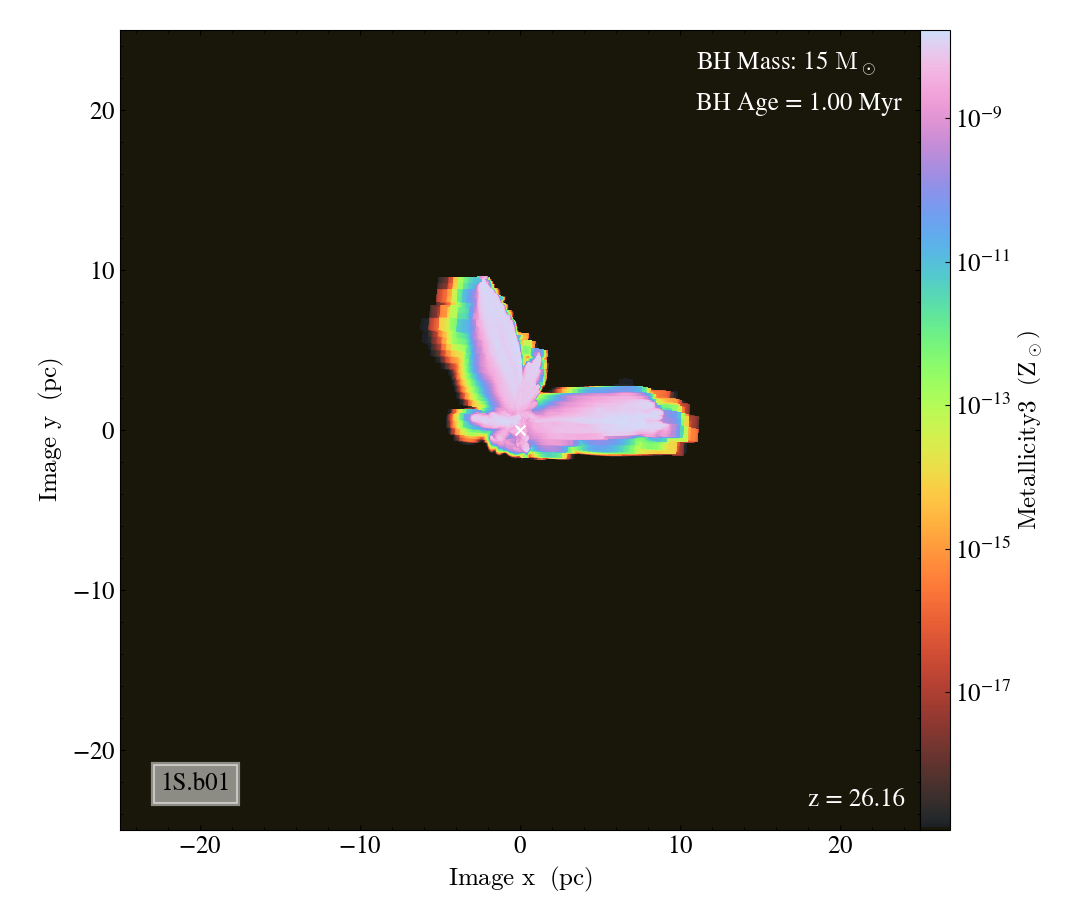 BH Mass: 15 M☉
BH Age = 1.00 Myr
20
10
0
−10
−20
Image y (pc)
10⁻⁹
10⁻¹¹
10⁻¹³
10⁻¹⁵
10⁻¹⁷
Metallicity3 (Z☉)
1S.b01
z = 26.16
−20
−10
0
10
20
Image x (pc)